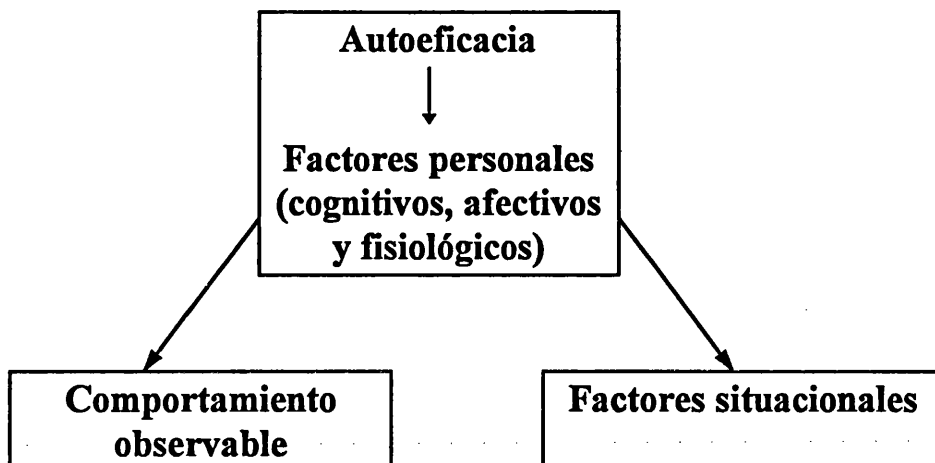 Autoeficacia
Factores personales
(cognitivos, afectivos
y fisiológicos)
Comportamiento
observable
Factores situacionales